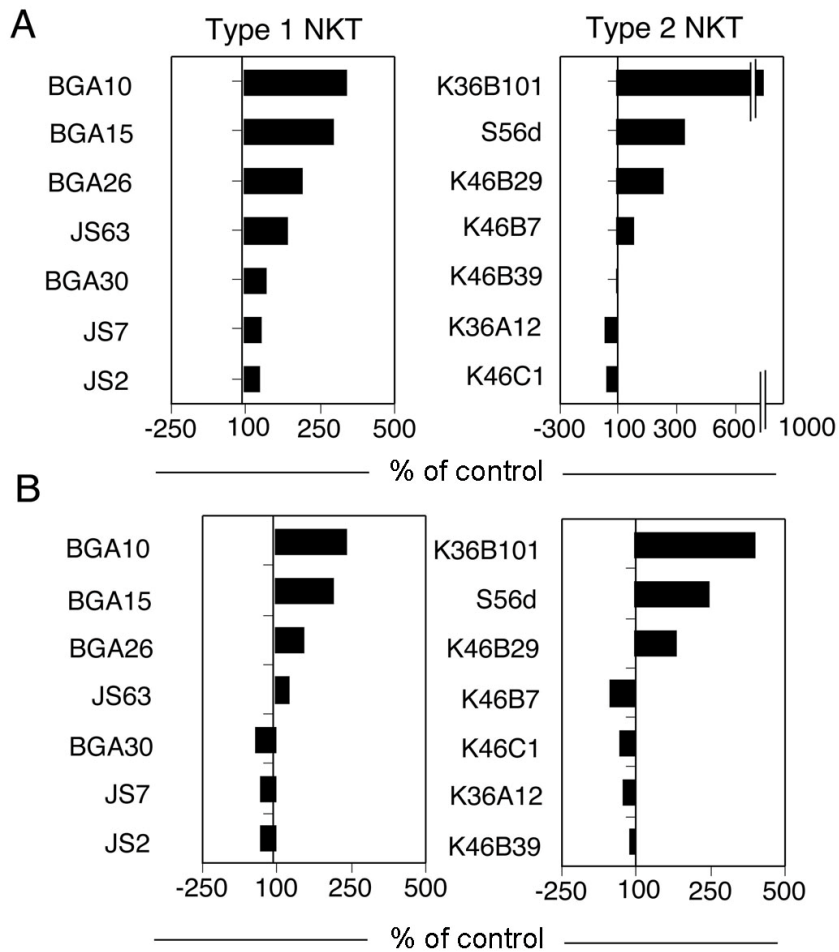 A
Type 1 NKT
BGA10
BGA15
BGA26
JS63
BGA30
JS7
JS2
-250 100 250 500
Type 2 NKT
K36B101
S56d
K46B29
K46B7
K46B39
K36A12
K46C1
-300 100 300 600 1000
% of control
B
BGA10
BGA15
BGA26
JS63
BGA30
JS7
JS2
-250 100 250 500
K36B101
S56d
K46B29
K46B7
K46C1
K36A12
K46B39
-250 100 250 500
% of control